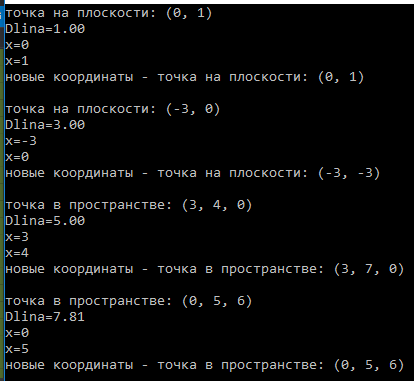 точка на плоскости: (0, 1)
Dlina=1.00
x=0
x=1
новые координаты - точка на плоскости: (0, 1)
точка на плоскости: (-3, 0)
Dlina=3.00
x=-3
x=0
новые координаты - точка на плоскости: (-3, -3)
точка в пространстве: (3, 4, 0)
Dlina=5.00
x=3
x=4
новые координаты - точка в пространстве: (3, 7, 0)
точка в пространстве: (0, 5, 6)
Dlina=7.81
x=0
x=5
новые координаты - точка в пространстве: (0, 5, 6)